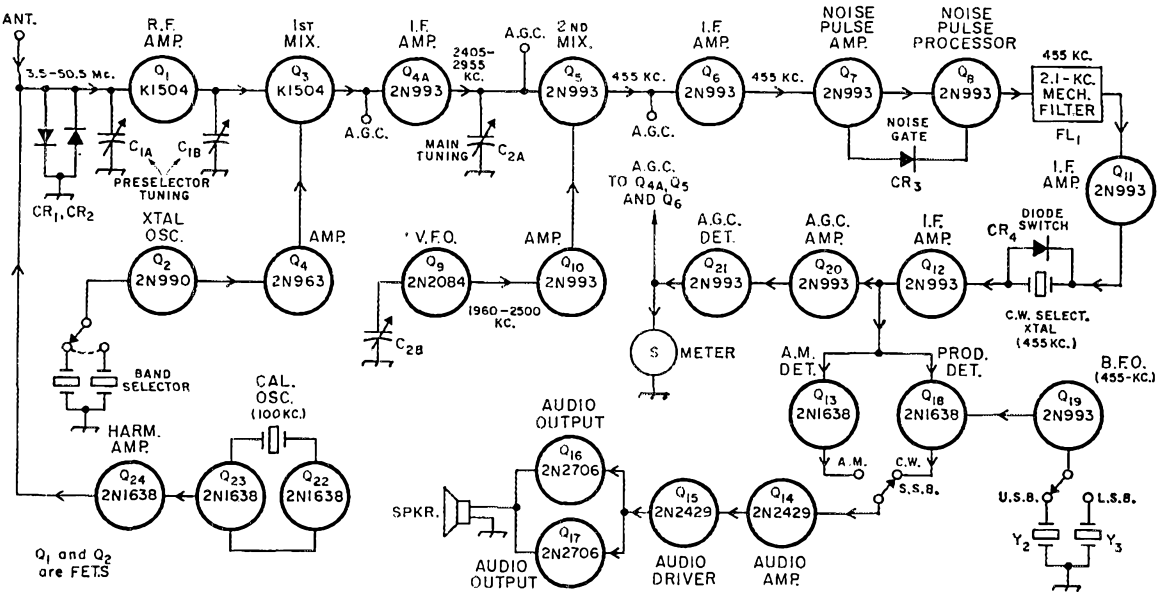 ANT.
R.F.
AMP.
1ST
MIX.
I.F.
AMP.
2405-
2955
KC.
A.G.C.
2ND
MIX.
I.F.
AMP.
NOISE
PULSE
AMP.
NOISE
PULSE
PROCESSOR
3.5-50.5 Mc.
Q1
K1504
Q3
K1504
Q4A
2N993
Q5
2N993
455 KC.
Q6
2N993
455 KC.
Q7
2N993
Q8
2N993
455 KC.
2.1-KC.
MECH.
FILTER
FL1
C1A
C1B
A.G.C.
MAIN
TUNING
C2A
A.G.C.
NOISE
GATE
CR3
PRESELECTOR
TUNING
CR1, CR2
A.G.C.
TO Q4A, Q5
AND Q6
I.F.
AMP.
Q11
2N993
XTAL
OSC.
Q2
2N990
AMP.
Q4
2N963
V.F.O.
Q9
2N2084
1960-2500
KC.
AMP.
Q10
2N993
A.G.C.
DET.
Q21
2N993
A.G.C.
AMP.
Q20
2N993
I.F.
AMP.
Q12
2N993
CR4
DIODE
SWITCH
C.W. SELECT.
XTAL
(455KC.)
C2B
S
METER
BAND
SELECTOR
A.M.
DET.
Q13
2N1638
PROD.
DET.
Q18
2N1638
B.F.O.
(455-KC.)
Q19
2N993
CAL.
OSC.
(100KC.)
HARM.
AMP.
Q24
2N1638
Q23
2N1638
Q22
2N1638
AUDIO
OUTPUT
Q16
2N2706
SPKR.
Q17
2N2706
AUDIO
OUTPUT
Q15
2N2429
AUDIO
DRIVER
Q14
2N2429
AUDIO
AMP.
A.M.
C.W.
S.S.B.
U.S.B.
L.S.B.
Y2
Y3
Q1 and Q2
are FETS